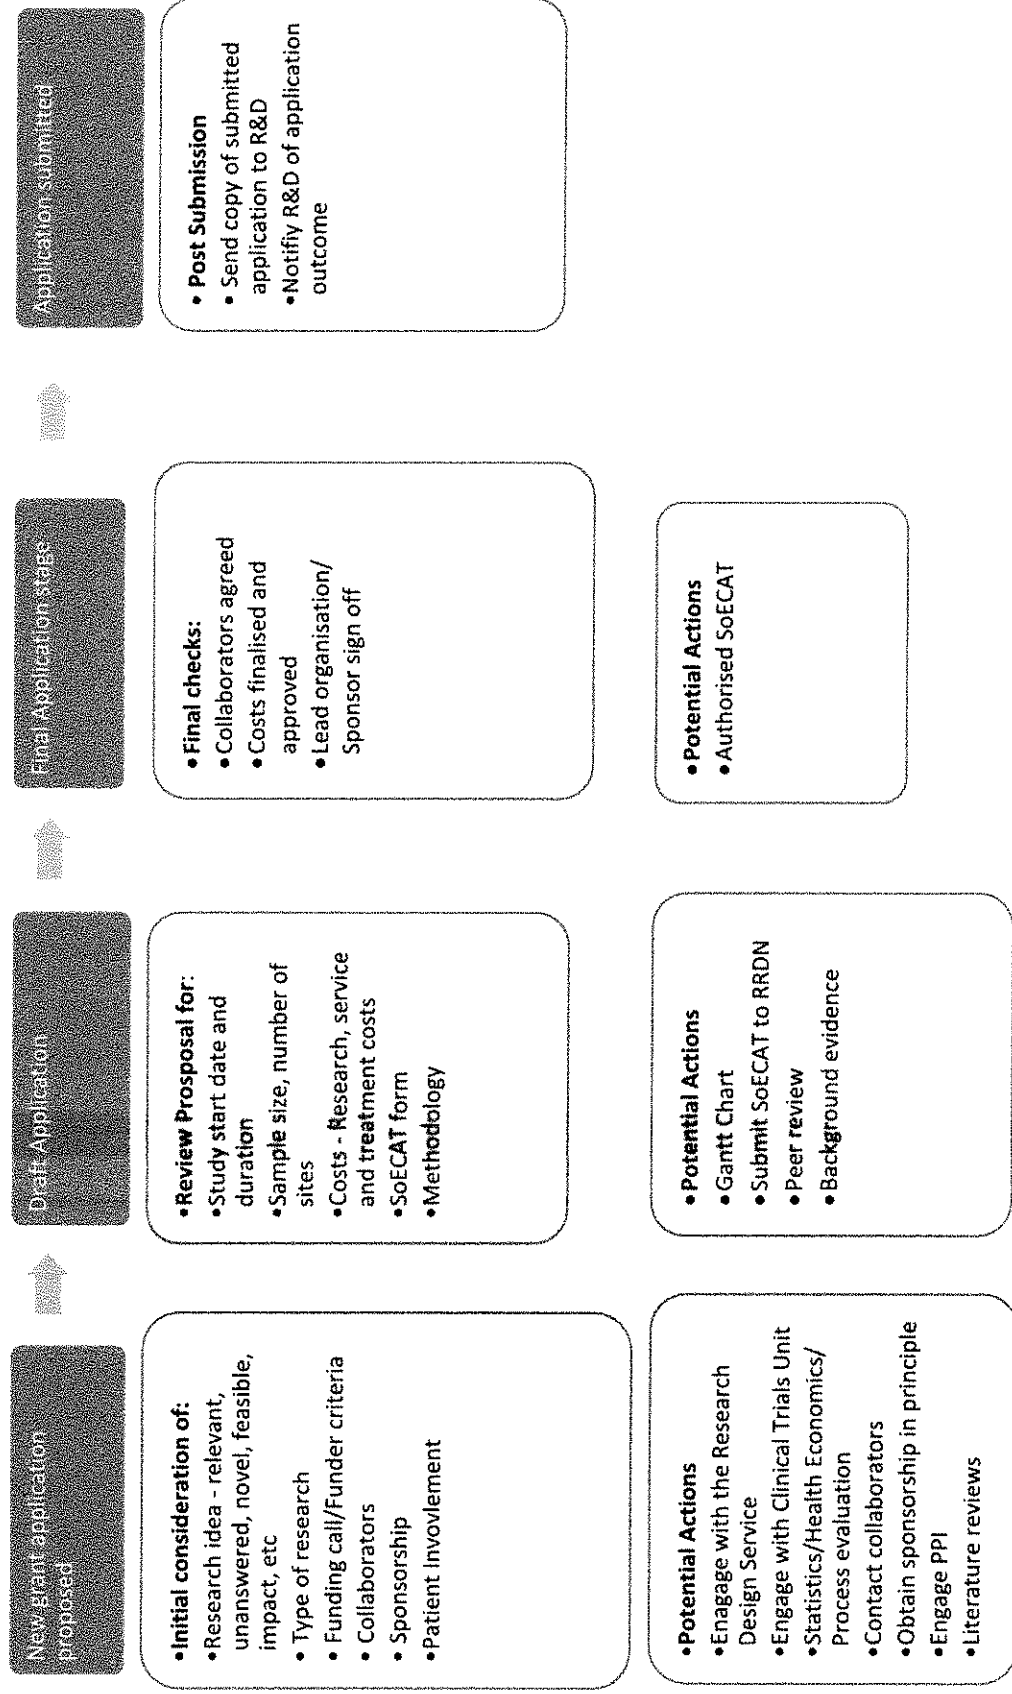 New grant application
proposed
•Initial consideration of:
•Research idea - relevant,
unanswered, novel, feasible,
impact, etc
• Type of research
• Funding call/Funder criteria
• Collaborators
• Sponsorship
•Patient Invovlement
•Potential Actions
•Enagage with the Research
Design Service
•Engage with Clinical Trials Unit
•Statistics/Health Economics/
Process evaluation
•Contact collaborators
•Obtain sponsorship in principle
•Engage PPI
•Literature reviews
Draft Application
•Review Prosposal for:
•Study start date and
duration
•Sample size, number of
sites
•Costs - Research, service
and treatment costs
•SoECAT form
•Methodology
•Potential Actions
•Gantt Chart
•Submit SoECAT to RRDN
•Peer review
•Background evidence
Final Application stage
•Final checks:
•Collaborators agreed
•Costs finalised and
approved
•Lead organisation/
Sponsor sign off
•Potential Actions
•Authorised SoECAT
Application submitted
• Post Submission
• Send copy of submitted
application to R&D
•Notifiy R&D of application
outcome